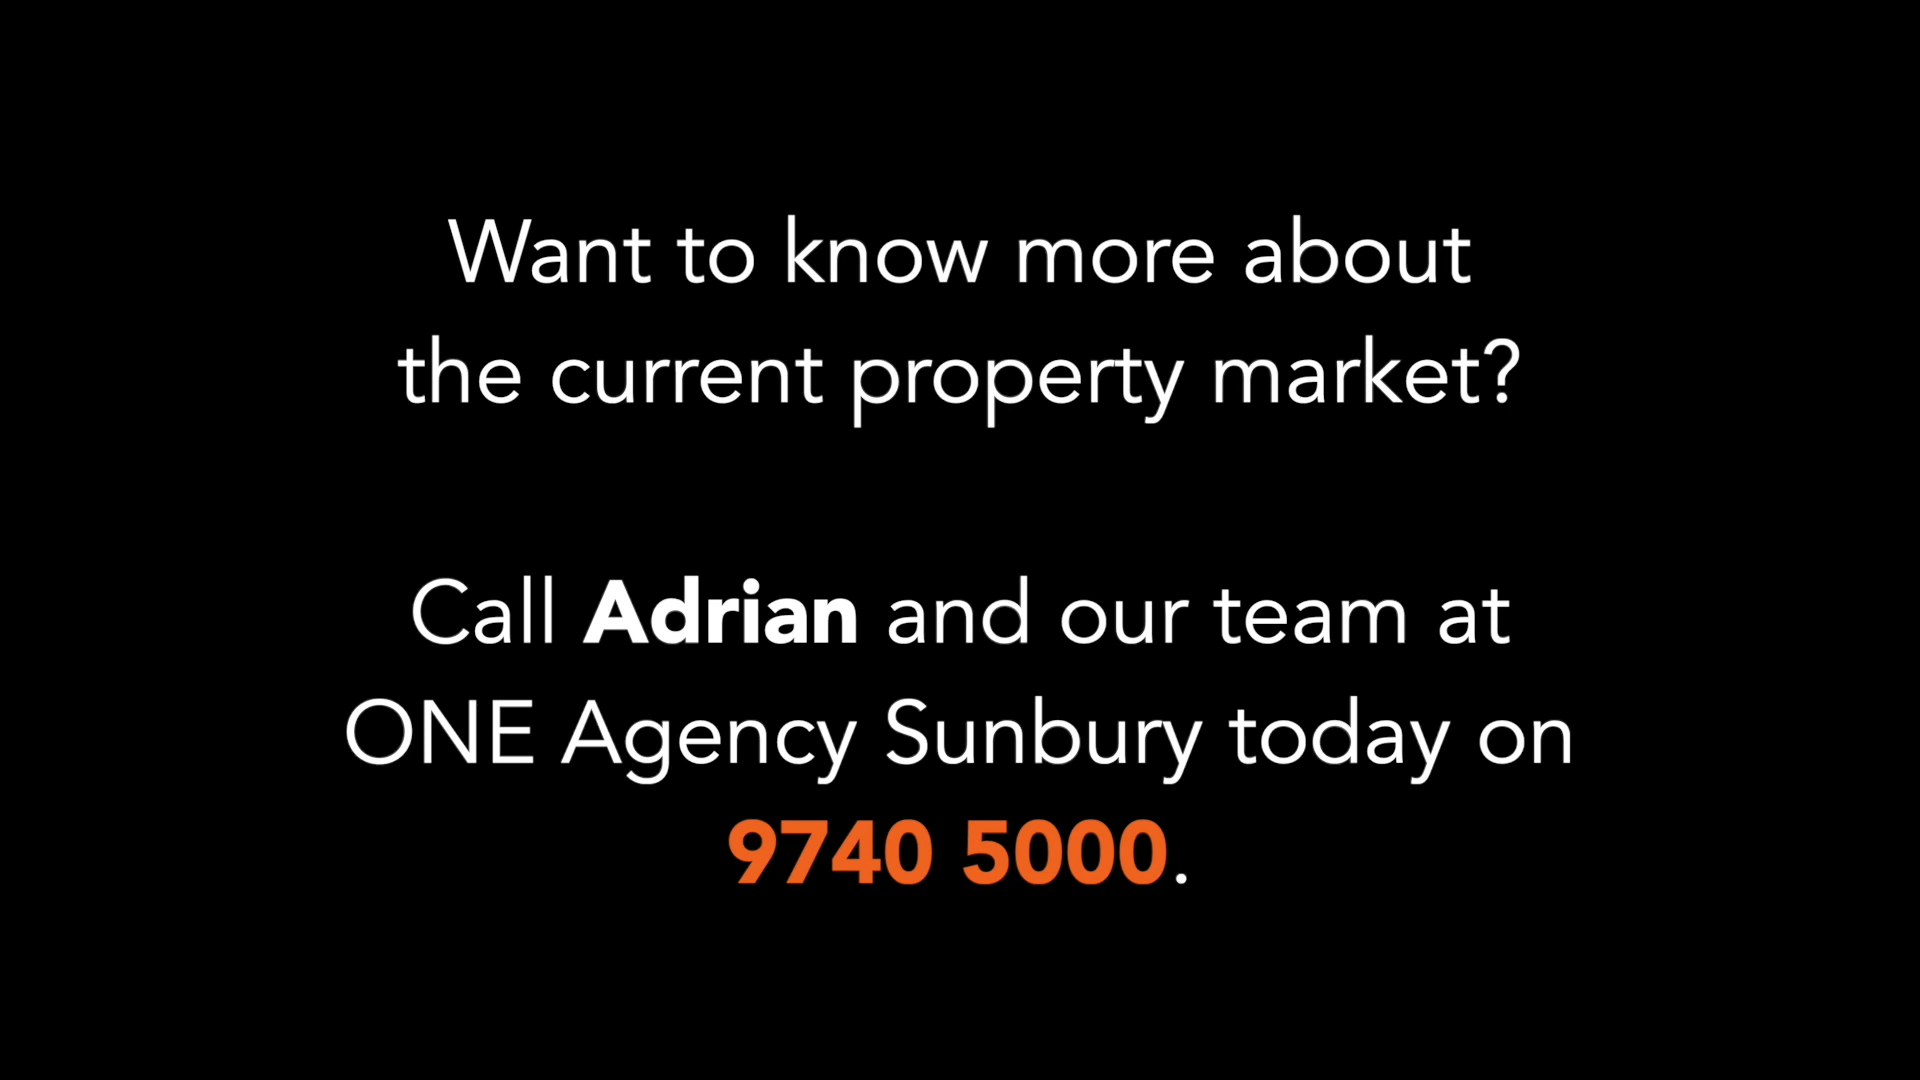 Want to know more about
the current property market?
Call Adrian and our team at
ONE Agency Sunbury today on
9740 5000.